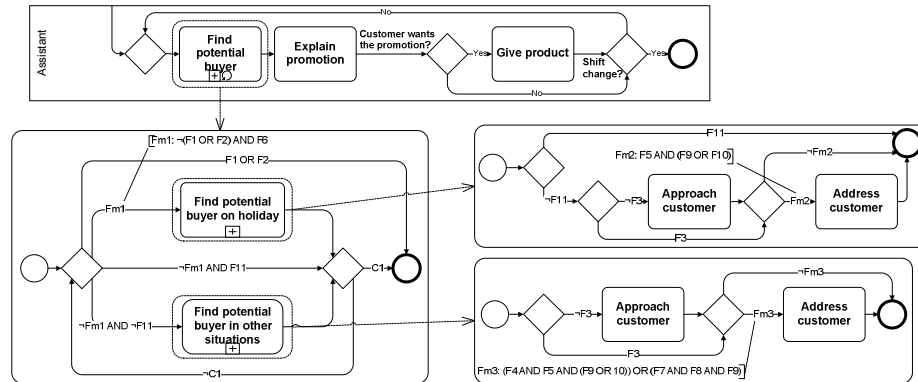 No
Assistant
Find
potential
buyer
Explain
promotion
Customer wants
the promotion?
Yes
Give product
Shift
change?
Yes
No
Fm1: ¬(F1 OR F2) AND F6
F1 OR F2
Fm1
Find potential
buyer on holiday
¬Fm1 AND F11
C1
¬Fm1 AND ¬F11
Find potential
buyer in other
situations
¬C1
F11
Fm2: F5 AND (F9 OR F10)
¬Fm2
¬F11
¬F3
Approach
customer
Fm2
Address
customer
F3
¬Fm3
¬F3
Approach
customer
Fm3
Address
customer
F3
Fm3: (F4 AND F5 AND (F9 OR 10)) OR (F7 AND F8 AND F9)